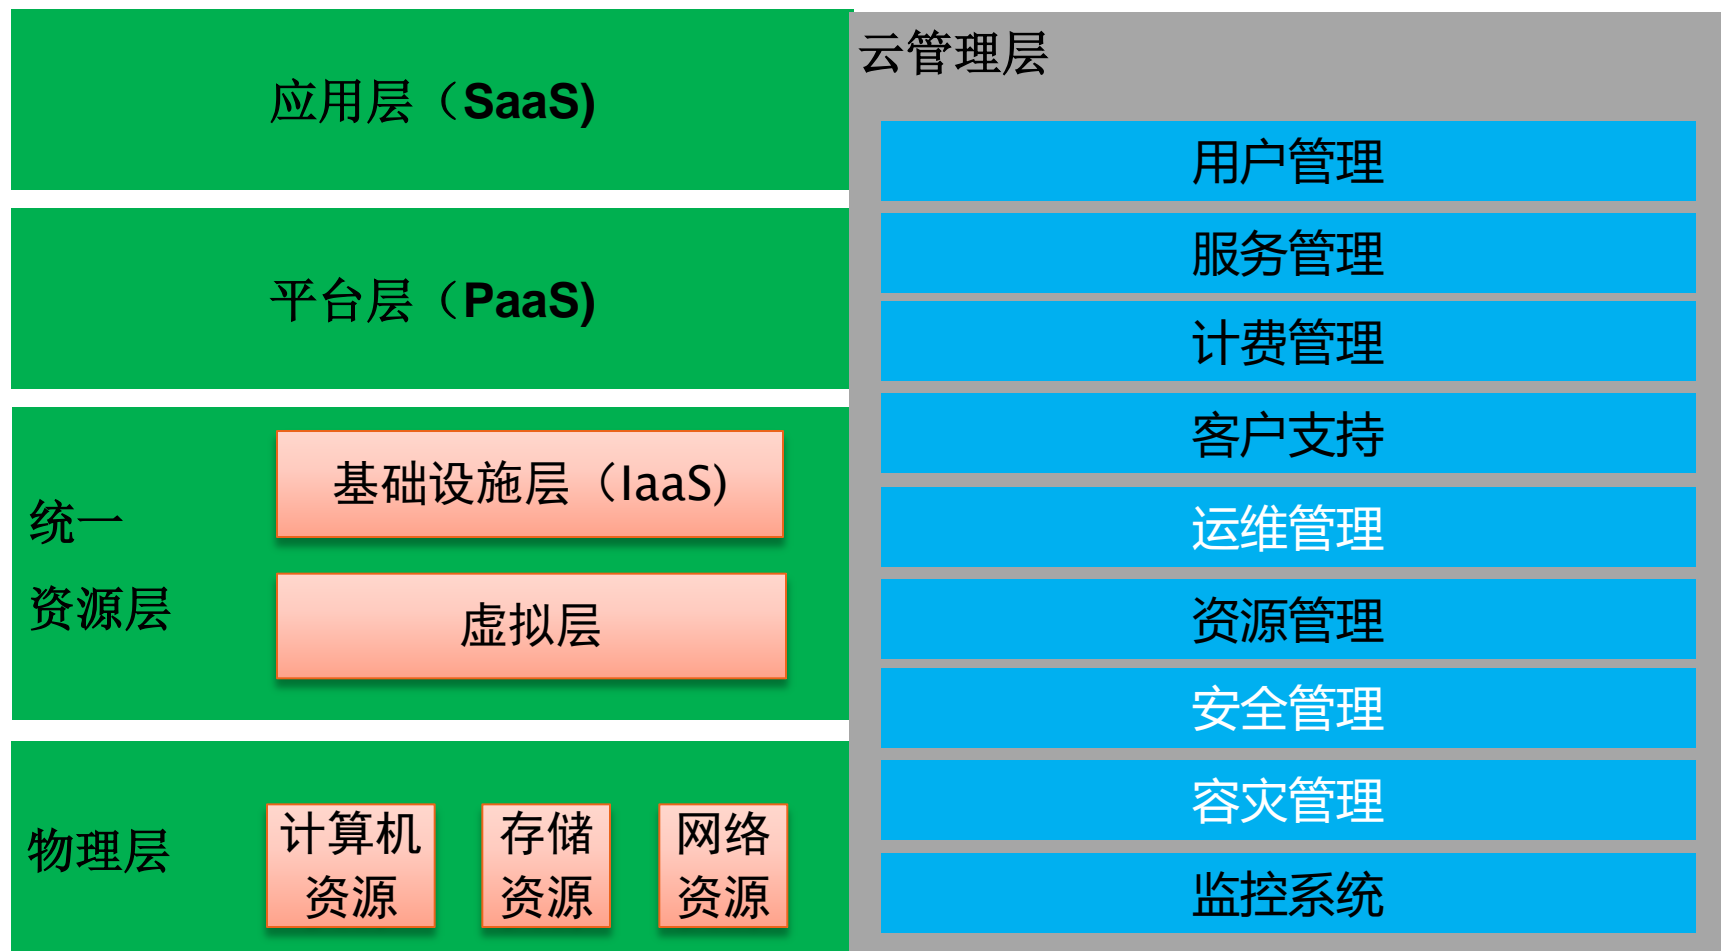 应用层（SaaS)
平台层（PaaS)
统一
资源层
基础设施层（IaaS)
虚拟层
物理层
计算机
资源
存储
资源
网络
资源
云管理层
用户管理
服务管理
计费管理
客户支持
运维管理
资源管理
安全管理
容灾管理
监控系统